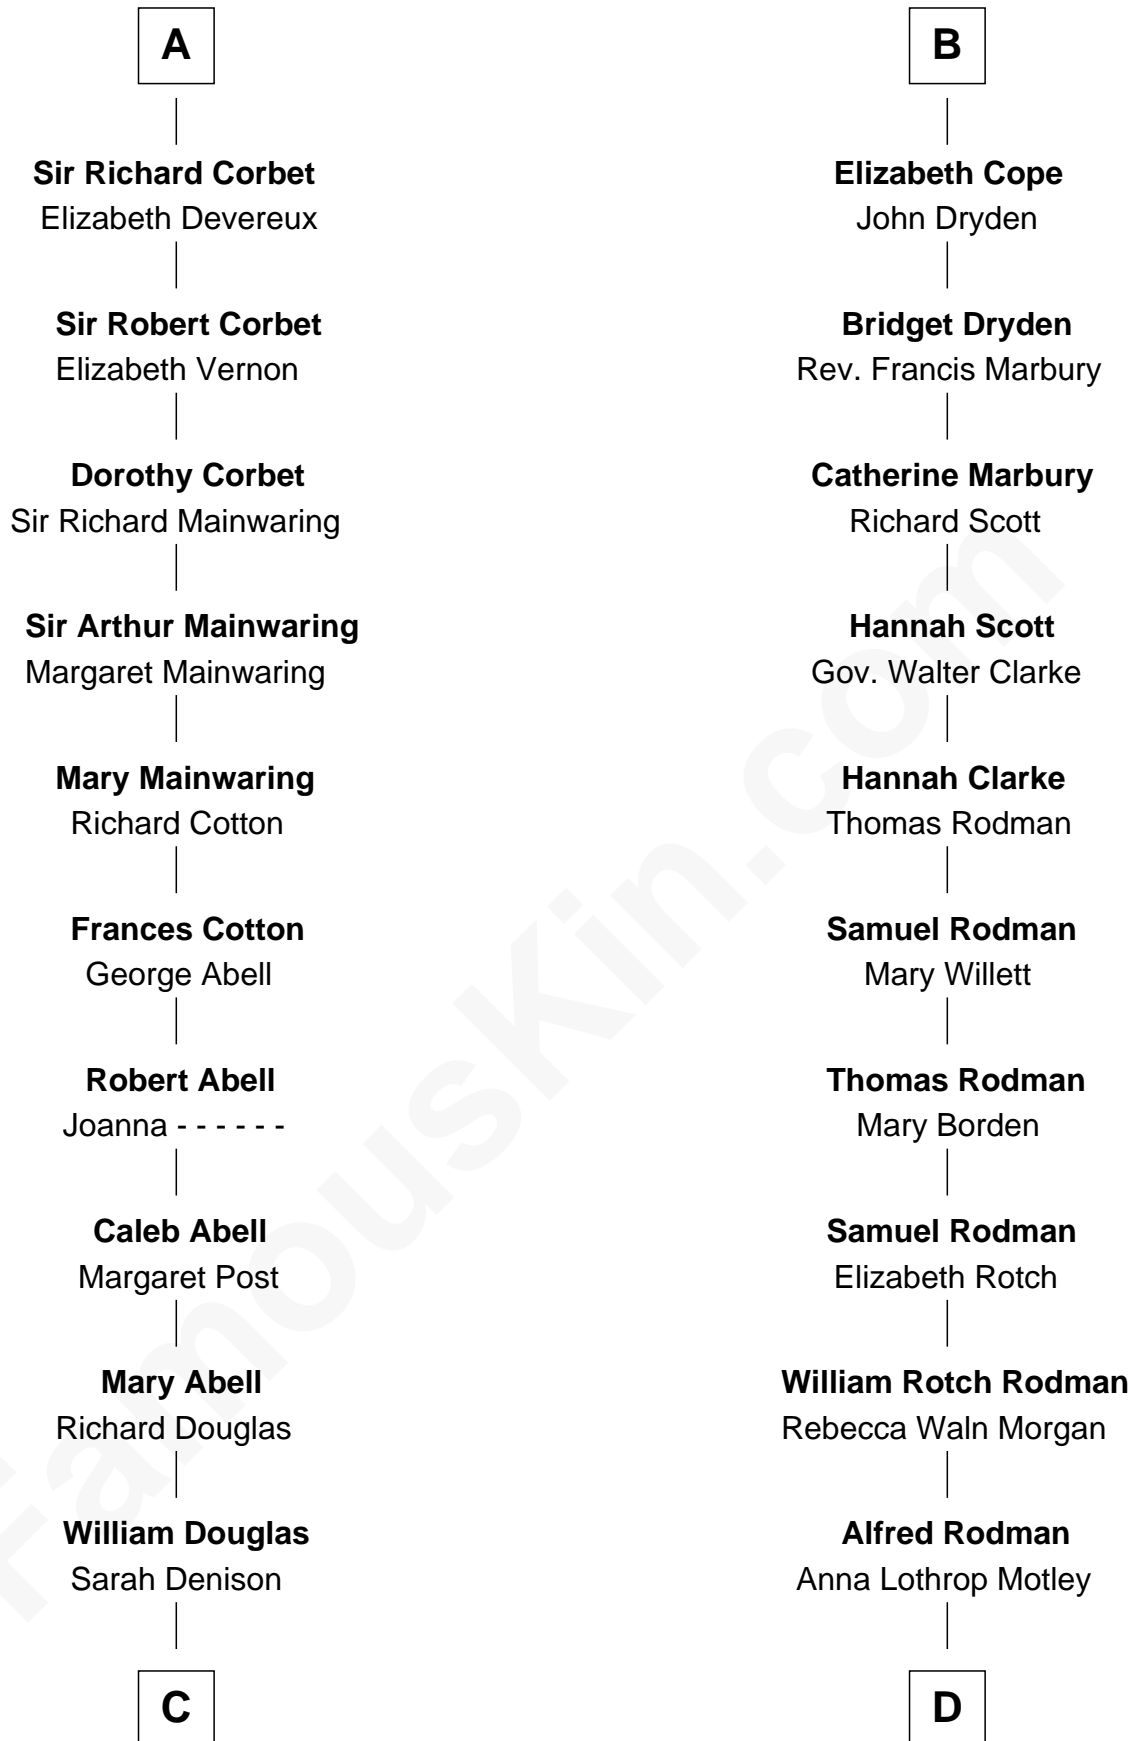 A
Sir Richard Corbet
Elizabeth Devereux
Sir Robert Corbet
Elizabeth Vernon
Dorothy Corbet
Sir Richard Mainwaring
Sir Arthur Mainwaring
Margaret Mainwaring
Mary Mainwaring
Richard Cotton
Frances Cotton
George Abell
Robert Abell
Joanna - - - - - -
Caleb Abell
Margaret Post
Mary Abell
Richard Douglas
William Douglas
Sarah Denison
C
B
Elizabeth Cope
John Dryden
Bridget Dryden
Rev. Francis Marbury
Catherine Marbury
Richard Scott
Hannah Scott
Gov. Walter Clarke
Hannah Clarke
Thomas Rodman
Samuel Rodman
Mary Willett
Thomas Rodman
Mary Borden
Samuel Rodman
Elizabeth Rotch
William Rotch Rodman
Rebecca Waln Morgan
Alfred Rodman
Anna Lothrop Motley
D
FamousKin.com